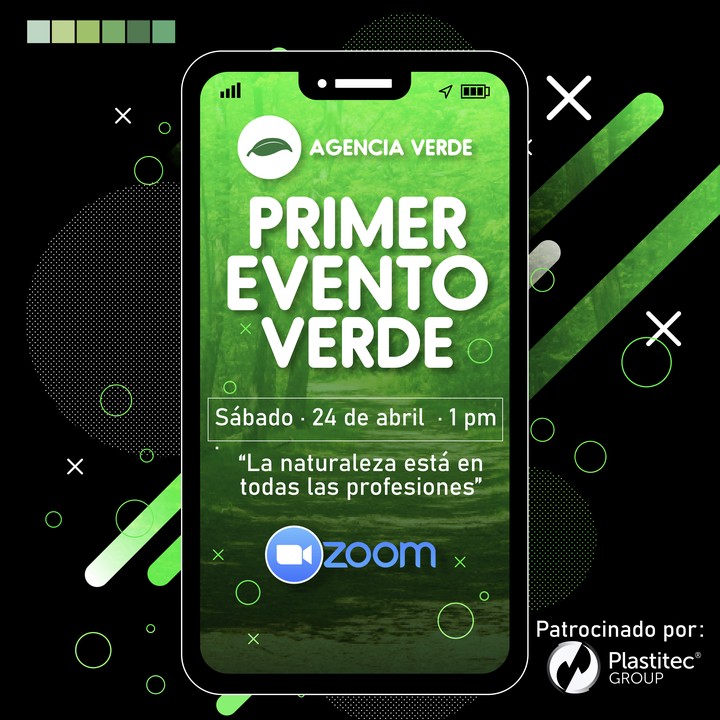 AGENCIA VERDE
PRIMER
EVENTO
VERDE
Sábado · 24 de abril · 1 pm
“La naturaleza está en
todas las profesiones”
zoom
Patrocinado por:
Plastitec®
GROUP